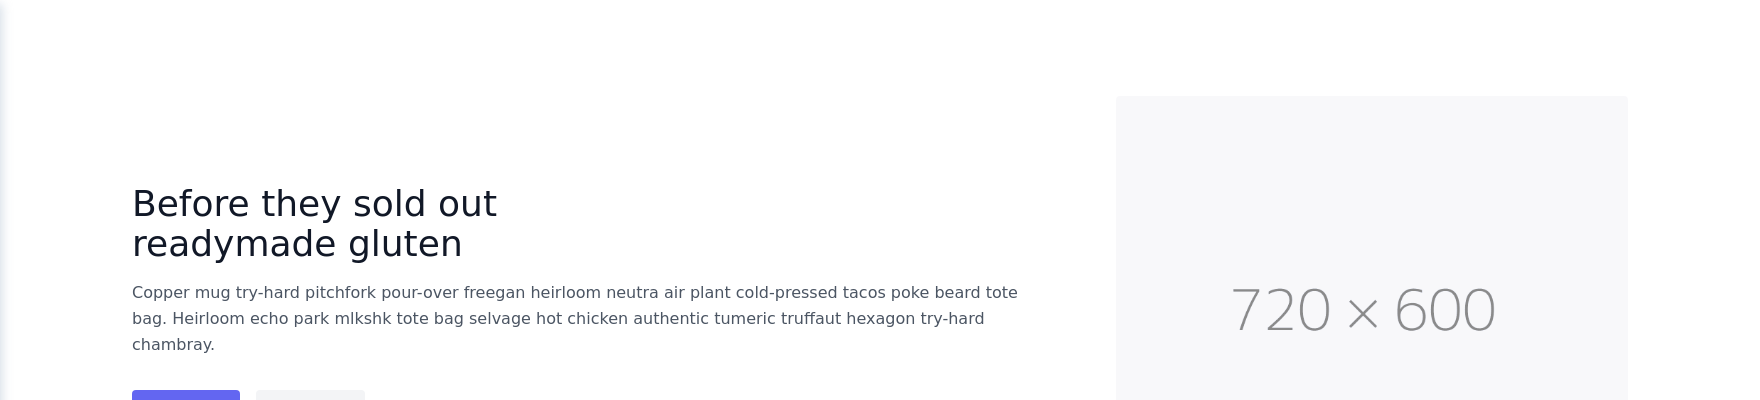 Before they sold out
readymade gluten
Copper mug try-hard pitchfork pour-over freegan heirloom neutra air plant cold-pressed tacos poke beard tote
bag. Heirloom echo park mlkshk tote bag selvage hot chicken authentic tumeric truffaut hexagon try-hard
chambray.
720 × 600